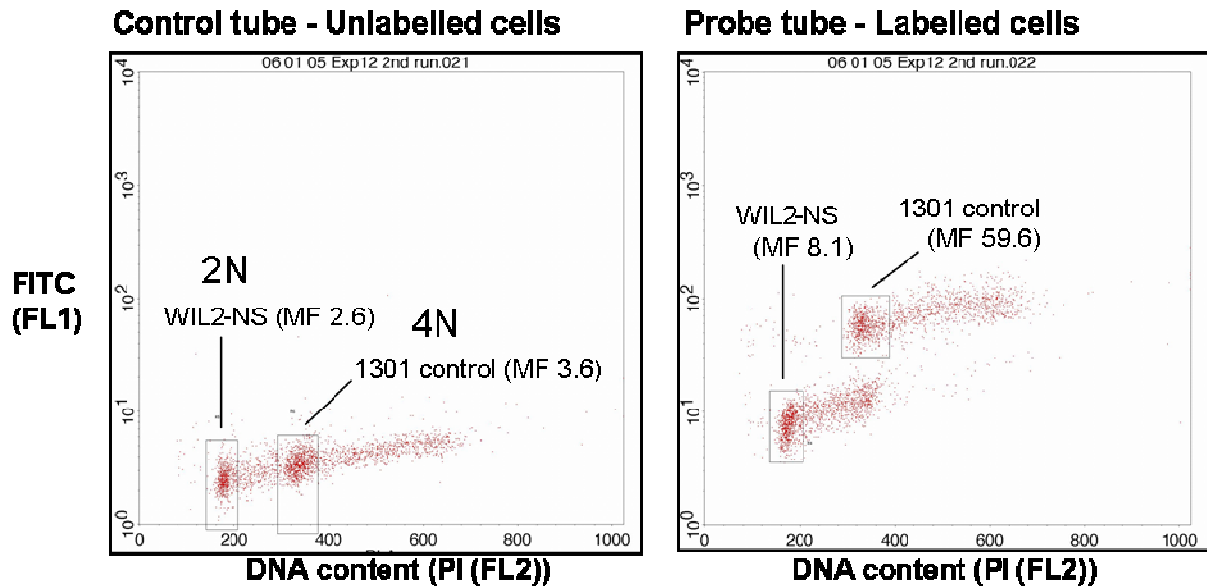 Control tube - Unlabelled cells
06 01 05 Exp12 2nd run.021
FITC
(FL1)
10^4
10^3
10^2
10^1
10^0
2N
WIL2-NS (MF 2.6)
4N
1301 control (MF 3.6)
0 200 400 600 800 1000
DNA content (PI (FL2))
Probe tube - Labelled cells
06 01 05 Exp12 2nd run.022
10^4
10^3
10^2
10^1
10^0
WIL2-NS
(MF 8.1)
1301 control
(MF 59.6)
0 200 400 600 800 1000
DNA content (PI (FL2))